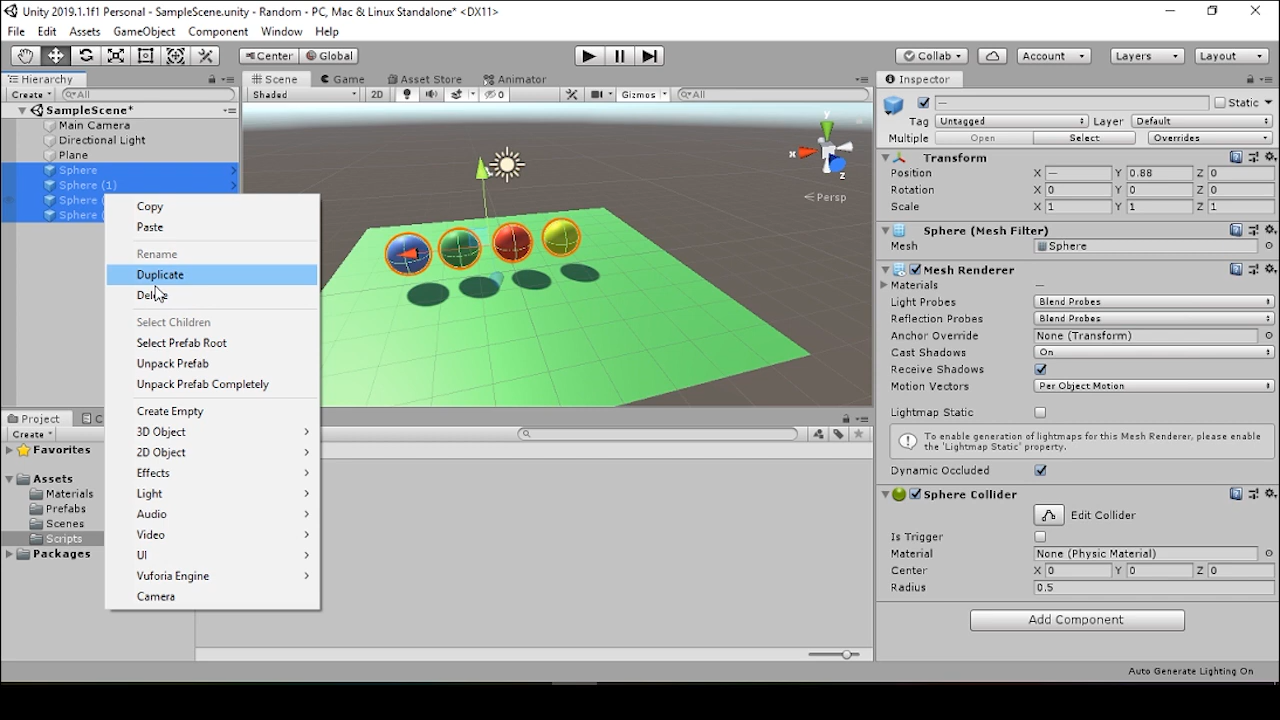 Unity 2019.1.1f1 Personal - SampleScene.unity - Random - PC, Mac & Linux Standalone* <DX11>
File Edit Assets GameObject Component Window Help
Center Global Collab Account Layers Layout
Hierarchy
Create All
SampleScene*
Main Camera
Directional Light
Plane
Sphere
Sphere (1)
Sphere (
Sphere (
Copy
Paste
Rename
Duplicate
Delete
Select Children
Select Prefab Root
Unpack Prefab
Unpack Prefab Completely
Create Empty
3D Object
2D Object
Effects
Light
Audio
Video
UI
Vuforia Engine
Camera
Scene Game Asset Store Animator
Shaded 2D 0 Gizmos All
y
x
z
Persp
Project C
Create
Favorites
Assets
Materials
Prefabs
Scenes
Scripts
Packages
Inspector
— Static
Tag Untagged Layer Default
Multiple Open Select Overrides
Transform
Position X — Y 0.88 Z 0
Rotation X 0 Y 0 Z 0
Scale X 1 Y 1 Z 1
Sphere (Mesh Filter)
Mesh Sphere
Mesh Renderer
Materials —
Light Probes Blend Probes
Reflection Probes Blend Probes
Anchor Override None (Transform)
Cast Shadows On
Receive Shadows
Motion Vectors Per Object Motion
Lightmap Static
To enable generation of lightmaps for this Mesh Renderer, please enable
the 'Lightmap Static' property.
Dynamic Occluded
Sphere Collider
Edit Collider
Is Trigger
Material None (Physic Material)
Center X 0 Y 0 Z 0
Radius 0.5
Add Component
Auto Generate Lighting On